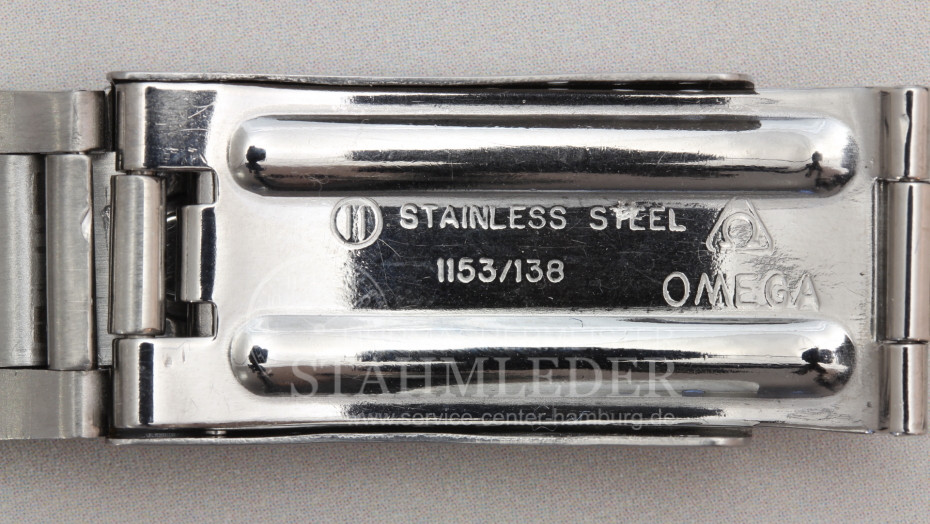 STAINLESS STEEL
1153/138
OMEGA
STAHMLEDER
www.service-center-hamburg.de